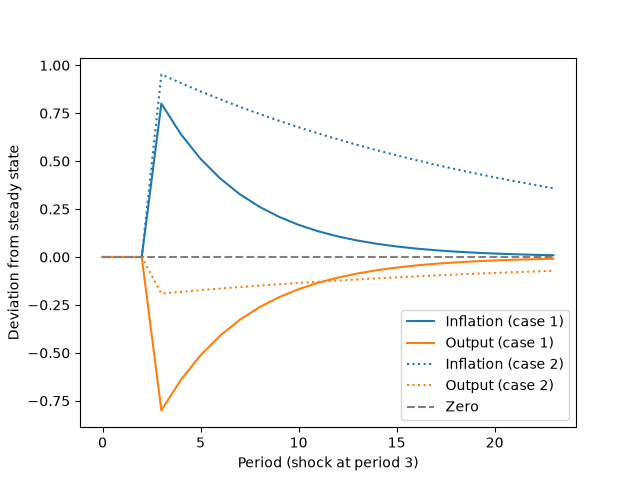 1.00
0.75
0.50
0.25
0.00
−0.25
−0.50
−0.75
Deviation from steady state
Inflation (case 1)
Output (case 1)
Inflation (case 2)
Output (case 2)
Zero
0 5 10 15 20
Period (shock at period 3)